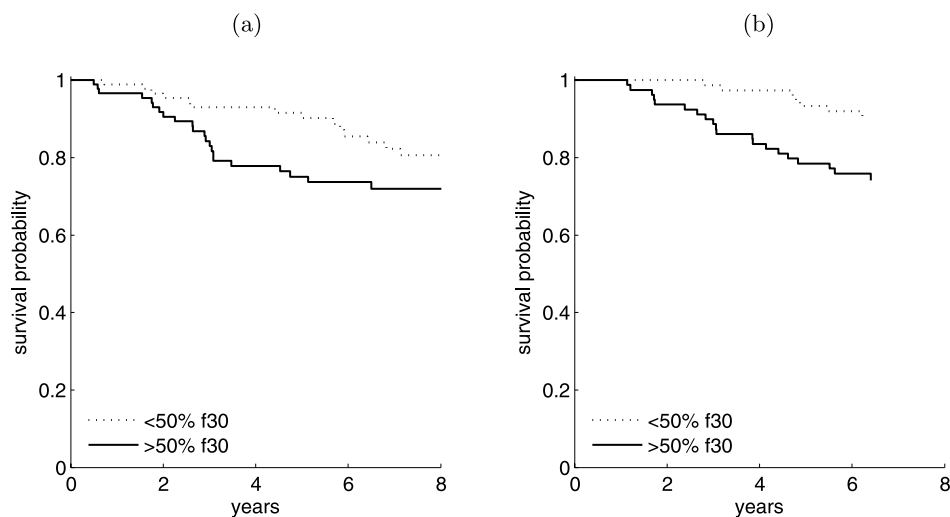 (a)
survival probability
1
0.8
0.6
0.4
0.2
0
<50% f30
>50% f30
0 2 4 6 8
years
(b)
survival probability
1
0.8
0.6
0.4
0.2
0
<50% f30
>50% f30
0 2 4 6 8
years